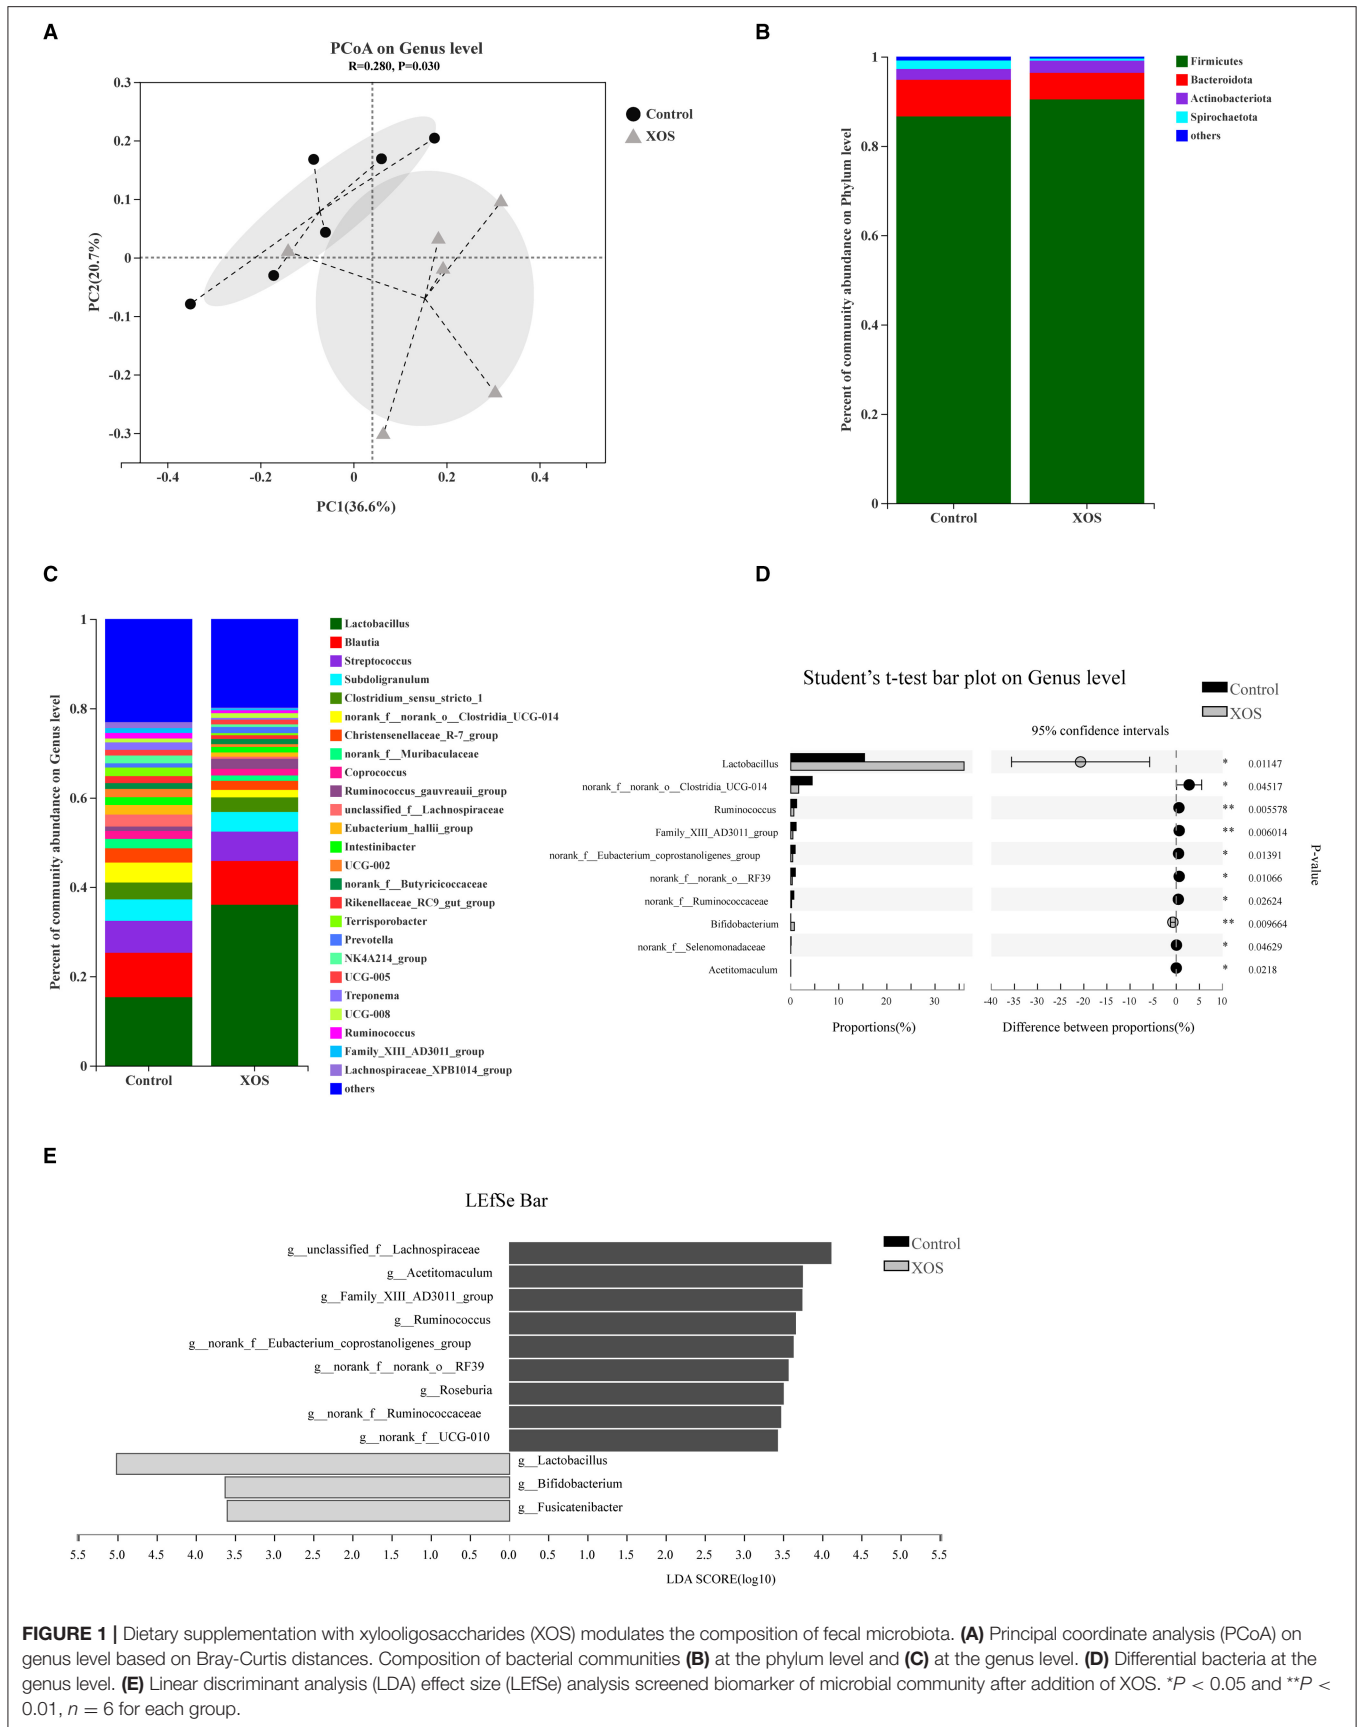 A
PCoA on Genus level
R=0.280, P=0.030
0.3
0.2
0.1
0
-0.1
-0.2
-0.3
PC2(20.7%)
-0.4
-0.2
0
0.2
0.4
PC1(36.6%)
Control
XOS
B
Percent of community abundance on Phylum level
1
0.8
0.6
0.4
0.2
0
Control
XOS
Firmicutes
Bacteroidota
Actinobacteriota
Spirochaetota
others
C
Percent of community abundance on Genus level
1
0.8
0.6
0.4
0.2
0
Control
XOS
Lactobacillus
Blautia
Streptococcus
Subdoligranulum
Clostridium_sensu_stricto_1
norank_f__norank_o__Clostridia_UCG-014
Christensenellaceae_R-7_group
norank_f__Muribaculaceae
Coprococcus
Ruminococcus_gauvreauii_group
unclassified_f__Lachnospiraceae
Eubacterium_hallii_group
Intestinibacter
UCG-002
norank_f__Butyricicoccaceae
Rikenellaceae_RC9_gut_group
Terrisporobacter
Prevotella
NK4A214_group
UCG-005
Treponema
UCG-008
Ruminococcus
Family_XIII_AD3011_group
Lachnospiraceae_XPB1014_group
others
D
Student's t-test bar plot on Genus level
Control
XOS
95% confidence intervals
Lactobacillus * 0.01147
norank_f__norank_o__Clostridia_UCG-014 * 0.04517
Ruminococcus ** 0.005578
Family_XIII_AD3011_group ** 0.006014
norank_f__Eubacterium_coprostanoligenes_group * 0.01391
norank_f__norank_o__RF39 * 0.01066
norank_f__Ruminococcaceae * 0.02624
Bifidobacterium ** 0.009664
norank_f__Selenomonadaceae * 0.04629
Acetitomaculum * 0.0218
P-value
0 10 20 30
-40 -35 -30 -25 -20 -15 -10 -5 0 5 10
Proportions(%)
Difference between proportions(%)
E
LEfSe Bar
Control
XOS
g__unclassified_f__Lachnospiraceae
g__Acetitomaculum
g__Family_XIII_AD3011_group
g__Ruminococcus
g__norank_f__Eubacterium_coprostanoligenes_group
g__norank_f__norank_o__RF39
g__Roseburia
g__norank_f__Ruminococcaceae
g__norank_f__UCG-010
g__Lactobacillus
g__Bifidobacterium
g__Fusicatenibacter
5.5 5.0 4.5 4.0 3.5 3.0 2.5 2.0 1.5 1.0 0.5 0.0 0.5 1.0 1.5 2.0 2.5 3.0 3.5 4.0 4.5 5.0 5.5
LDA SCORE(log10)
FIGURE 1 | Dietary supplementation with xylooligosaccharides (XOS) modulates the composition of fecal microbiota. (A) Principal coordinate analysis (PCoA) on
genus level based on Bray-Curtis distances. Composition of bacterial communities (B) at the phylum level and (C) at the genus level. (D) Differential bacteria at the
genus level. (E) Linear discriminant analysis (LDA) effect size (LEfSe) analysis screened biomarker of microbial community after addition of XOS. *P < 0.05 and **P <
0.01, n = 6 for each group.